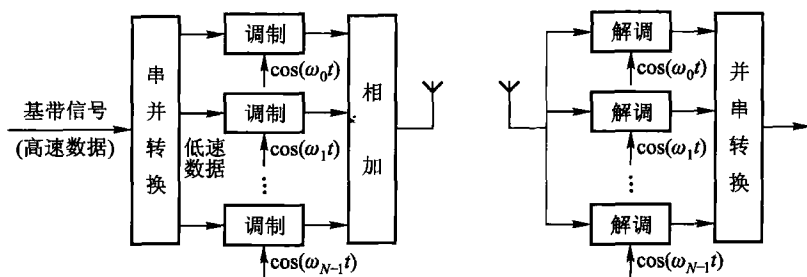 基带信号
(高速数据)
串并转换
低速
数据
调制
cos(ω₀t)
调制
cos(ω₁t)
⋮
调制
cos(ω_{N-1}t)
相加
解调
cos(ω₀t)
解调
cos(ω₁t)
⋮
解调
cos(ω_{N-1}t)
并串转换